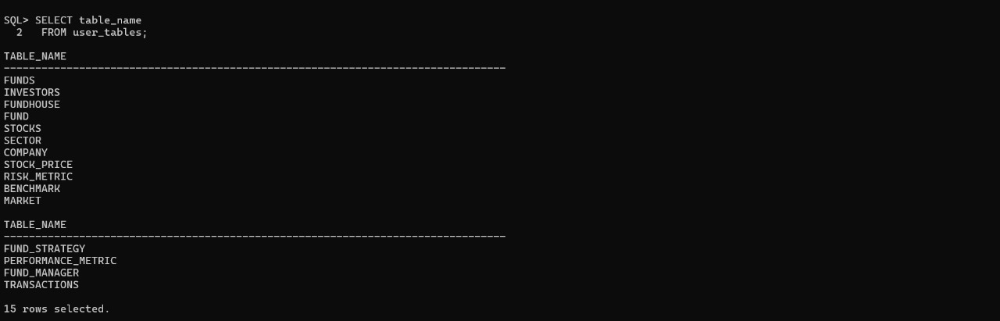 SQL> SELECT table_name
  2   FROM user_tables;
TABLE_NAME
--------------------------------------------------------------------------------
FUNDS
INVESTORS
FUNDHOUSE
FUND
STOCKS
SECTOR
COMPANY
STOCK_PRICE
RISK_METRIC
BENCHMARK
MARKET
TABLE_NAME
--------------------------------------------------------------------------------
FUND_STRATEGY
PERFORMANCE_METRIC
FUND_MANAGER
TRANSACTIONS
15 rows selected.